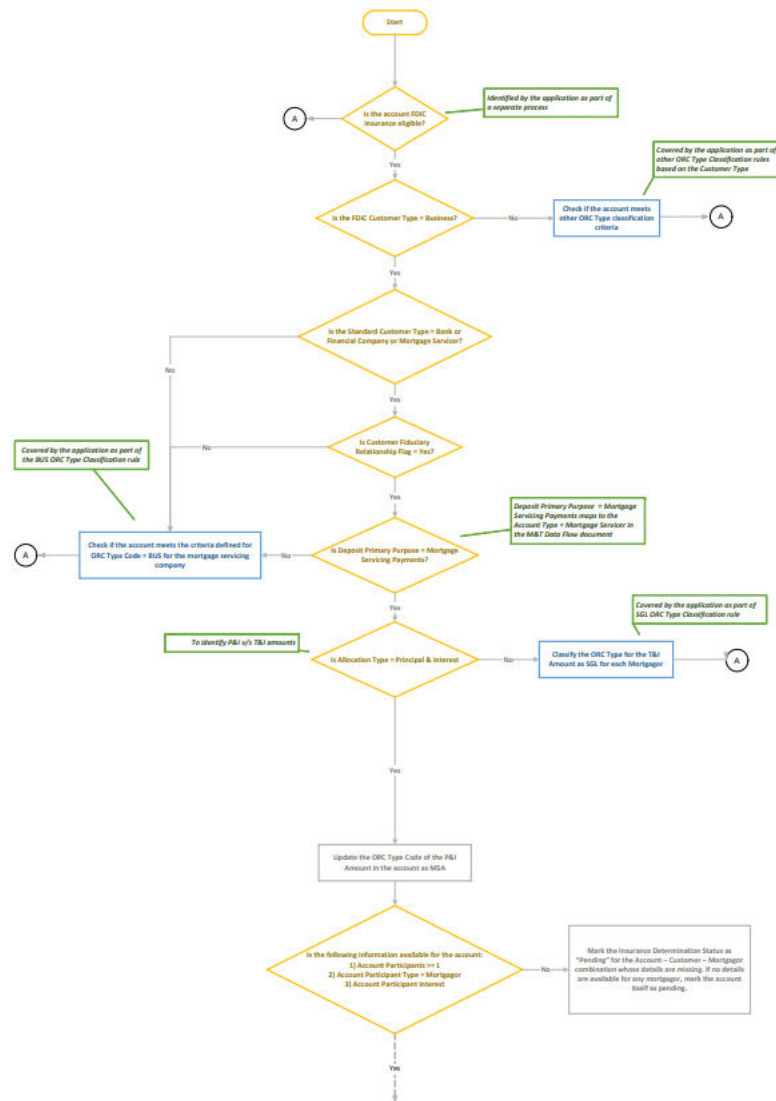 Start
Identified by the application as part of
a separate process
Is the account FDIC
insurance eligible?
A
Yes
Covered by the application as part of
other ORC Type Classification rules
based on the Customer Type
Is the FDIC Customer Type = Business?
No
Check if the account meets
other ORC Type classification
criteria
A
Yes
Is the Standard Customer Type = Bank or
Financial Company or Mortgage Servicer?
No
Yes
Covered by the application as part of
the BUS ORC Type Classification rule
No
Is Customer Fiduciary
Relationship Flag = Yes?
Yes
Deposit Primary Purpose = Mortgage
Servicing Payments maps to the
Account Type = Mortgage Servicer in
the M&T Data Flow document
A
Check if the account meets the criteria defined for
ORC Type Code = BUS for the mortgage servicing
company
No
Is Deposit Primary Purpose = Mortgage
Servicing Payments?
Yes
Covered by the application as part of
SGL ORC Type Classification rule
To identify P&I v/s T&I amounts
Is Allocation Type = Principal & Interest
No
Classify the ORC Type for the T&I
Amount as SGL for each Mortgagor
A
Yes
Update the ORC Type Code of the P&I
Amount in the account as MSA
Is the following information available for the account:
1) Account Participants >= 1
2) Account Participant Type = Mortgagor
3) Account Participant Interest
No
Mark the Insurance Determination Status as
"Pending" for the Account – Customer – Mortgagor
combination whose details are missing. If no details
are available for any mortgagor, mark the account
itself as pending.
Yes